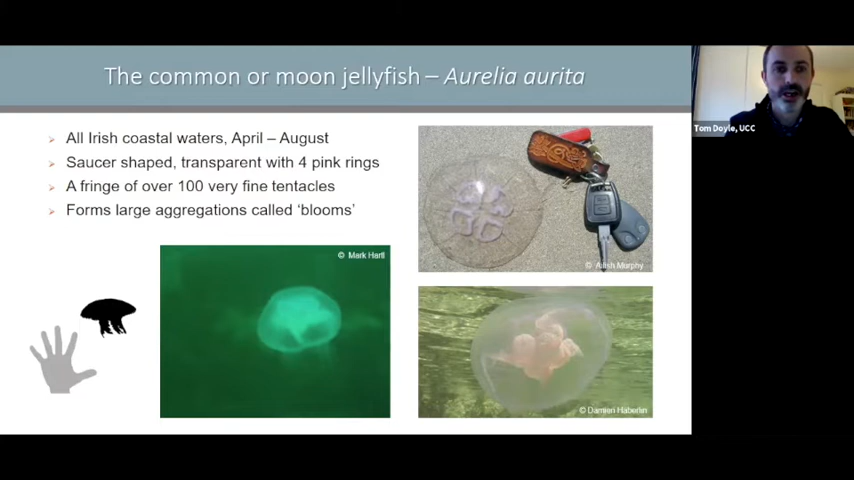 The common or moon jellyfish – Aurelia aurita
All Irish coastal waters, April – August
Saucer shaped, transparent with 4 pink rings
A fringe of over 100 very fine tentacles
Forms large aggregations called ‘blooms’
© Mark Hartl
© Ailish Murphy
© Damien Haberlin
Tom Doyle, UCC